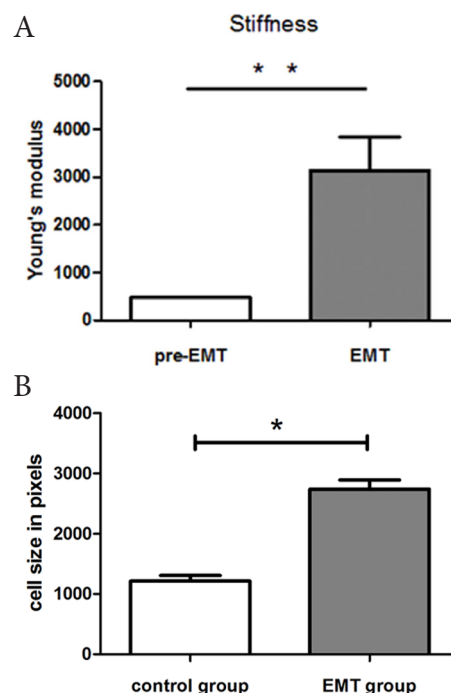 A
Stiffness
* *
5000
4000
3000
2000
1000
0
Young's modulus
pre-EMT EMT
B
*
4000
3000
2000
1000
0
cell size in pixels
control group EMT group